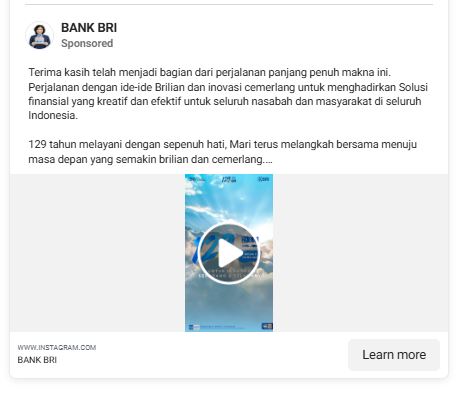 BANK BRI
Sponsored
Terima kasih telah menjadi bagian dari perjalanan panjang penuh makna ini.
Perjalanan dengan ide-ide Brilian dan inovasi cemerlang untuk menghadirkan Solusi
finansial yang kreatif dan efektif untuk seluruh nasabah dan masyarakat di seluruh
Indonesia.
129 tahun melayani dengan sepenuh hati, Mari terus melangkah bersama menuju
masa depan yang semakin brilian dan cemerlang....
WWW.INSTAGRAM.COM
BANK BRI
Learn more